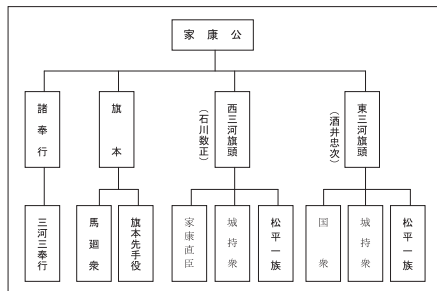 家康公
東三河旗頭
（酒井忠次）
西三河旗頭
（石川数正）
旗本
諸奉行
松平一族
城持衆
国衆
松平一族
城持衆
家康直臣
旗本先手役
馬廻衆
三河三奉行